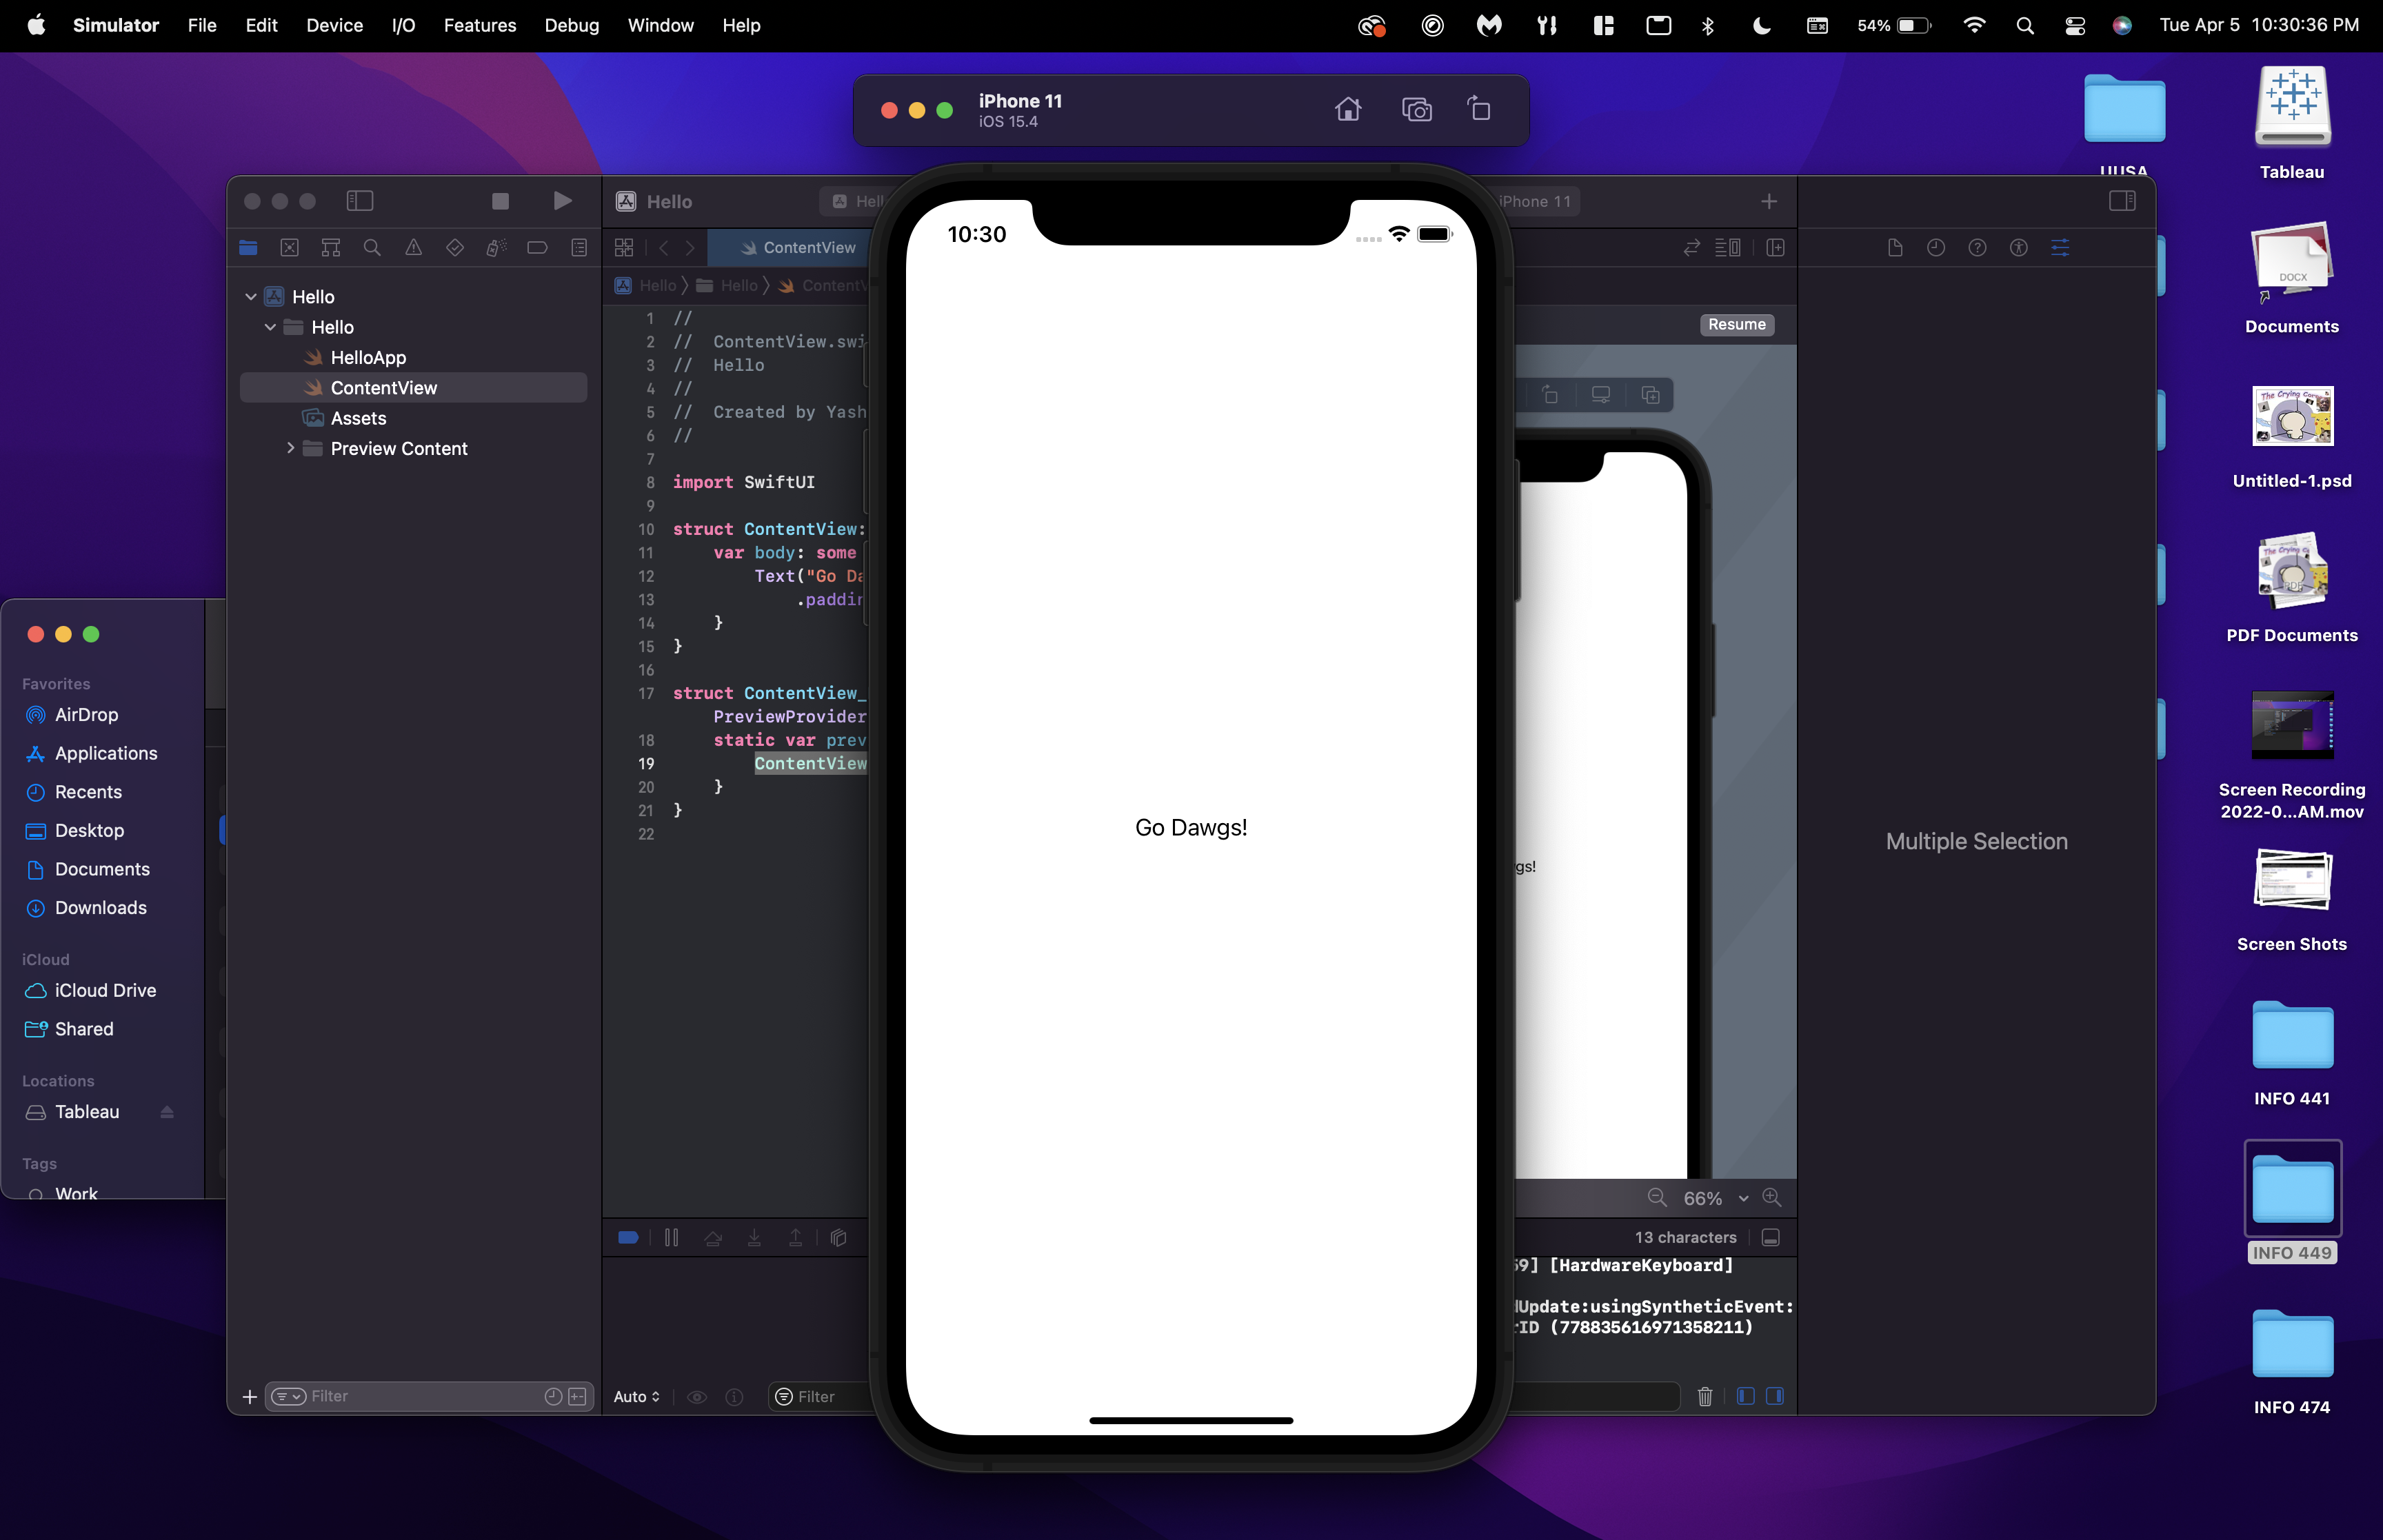 Simulator File Edit Device I/O Features Debug Window Help
54% Tue Apr 5 10:30:36 PM
iPhone 11
iOS 15.4
Hello
iPhone 11
ContentView
Hello
Hello
Hello
HelloApp
ContentView
Assets
Preview Content
Hello
Hello
1 //
2 // ContentView.swi
3 // Hello
4 //
5 // Created by Yash
6 //
7
8 import SwiftUI
9
10 struct ContentView:
11 var body: some
12 Text("Go Da
13 .paddin
14 }
15 }
16
17 struct ContentView_
PreviewProvider
18 static var prev
19 ContentView
20 }
21 }
22
Resume
10:30
Go Dawgs!
gs!
Multiple Selection
66%
13 characters
59] [HardwareKeyboard]
dUpdate:usingSyntheticEvent:
rID (778835616971358211)
Filter
Auto
Filter
Favorites
AirDrop
Applications
Recents
Desktop
Documents
Downloads
iCloud
iCloud Drive
Shared
Locations
Tableau
Tags
Work
UUSA
Tableau
DOCX
Documents
Untitled-1.psd
PDF Documents
Screen Recording
2022-0...AM.mov
Screen Shots
INFO 441
INFO 449
INFO 474